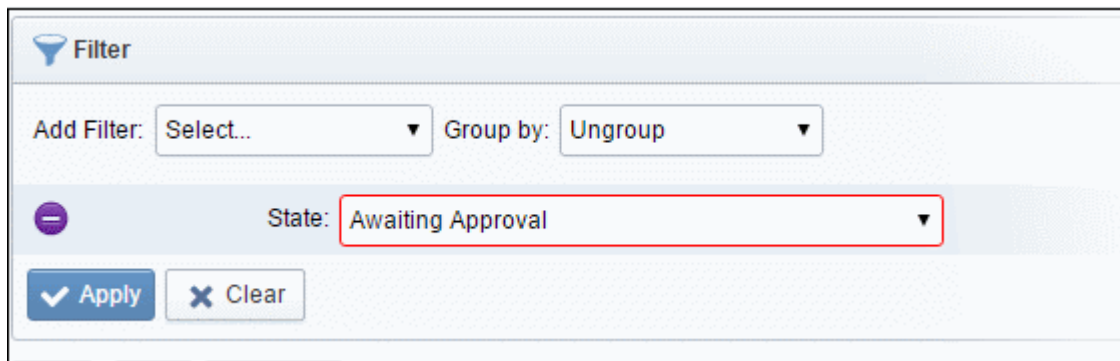 Filter
Add Filter: Select... Group by: Ungroup
State: Awaiting Approval
Apply Clear